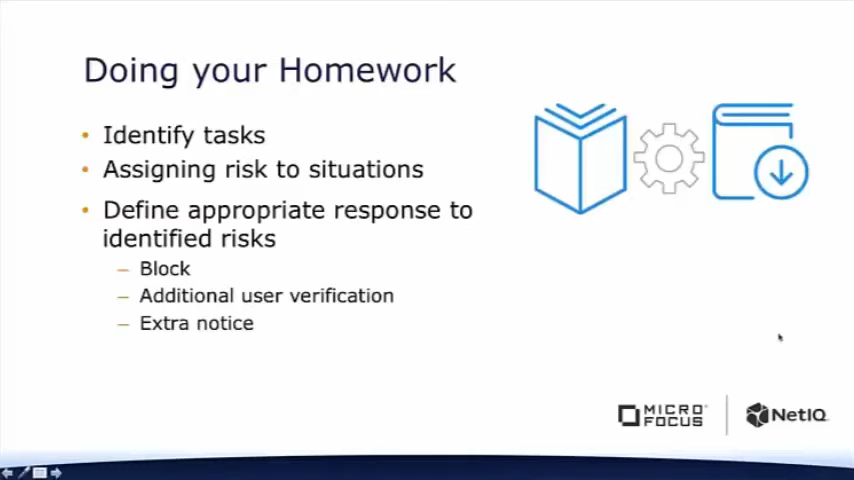 Doing your Homework
• Identify tasks
• Assigning risk to situations
• Define appropriate response to
identified risks
– Block
– Additional user verification
– Extra notice
MICRO
FOCUS
NetIQ